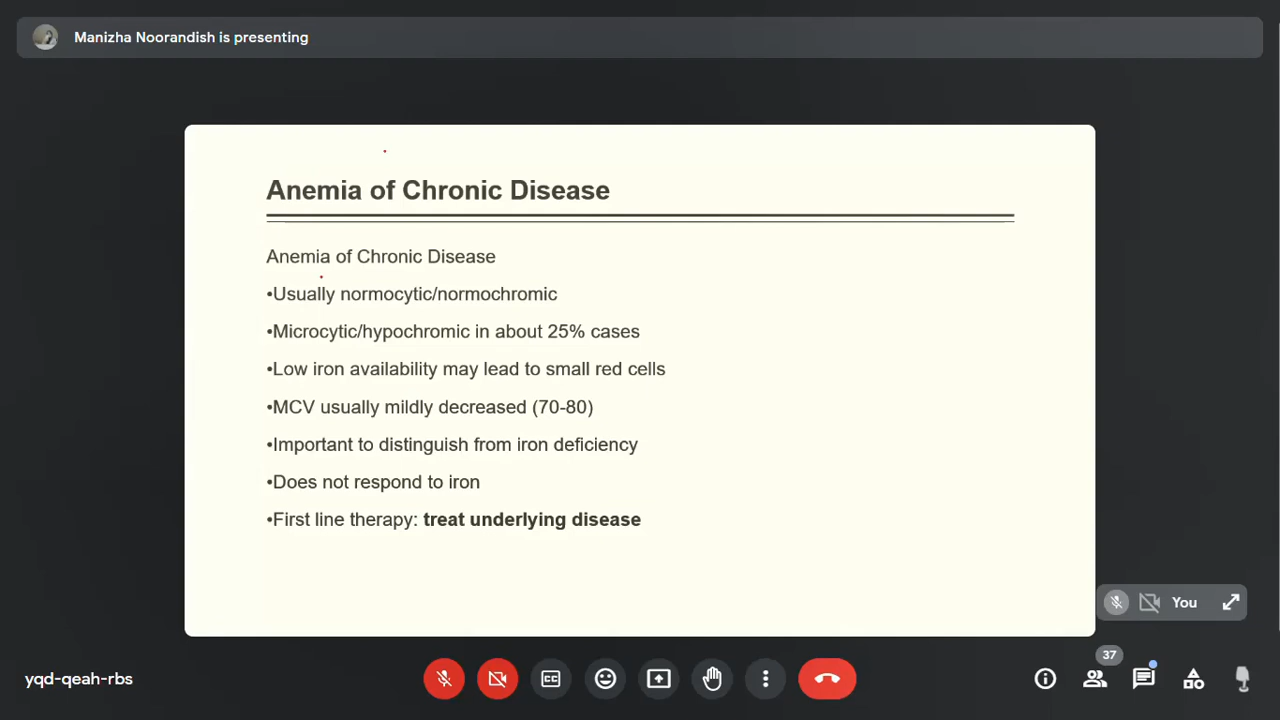 Manizha Noorandish is presenting
Anemia of Chronic Disease
Anemia of Chronic Disease
•Usually normocytic/normochromic
•Microcytic/hypochromic in about 25% cases
•Low iron availability may lead to small red cells
•MCV usually mildly decreased (70-80)
•Important to distinguish from iron deficiency
•Does not respond to iron
•First line therapy: treat underlying disease
You
yqd-qeah-rbs
CC
37